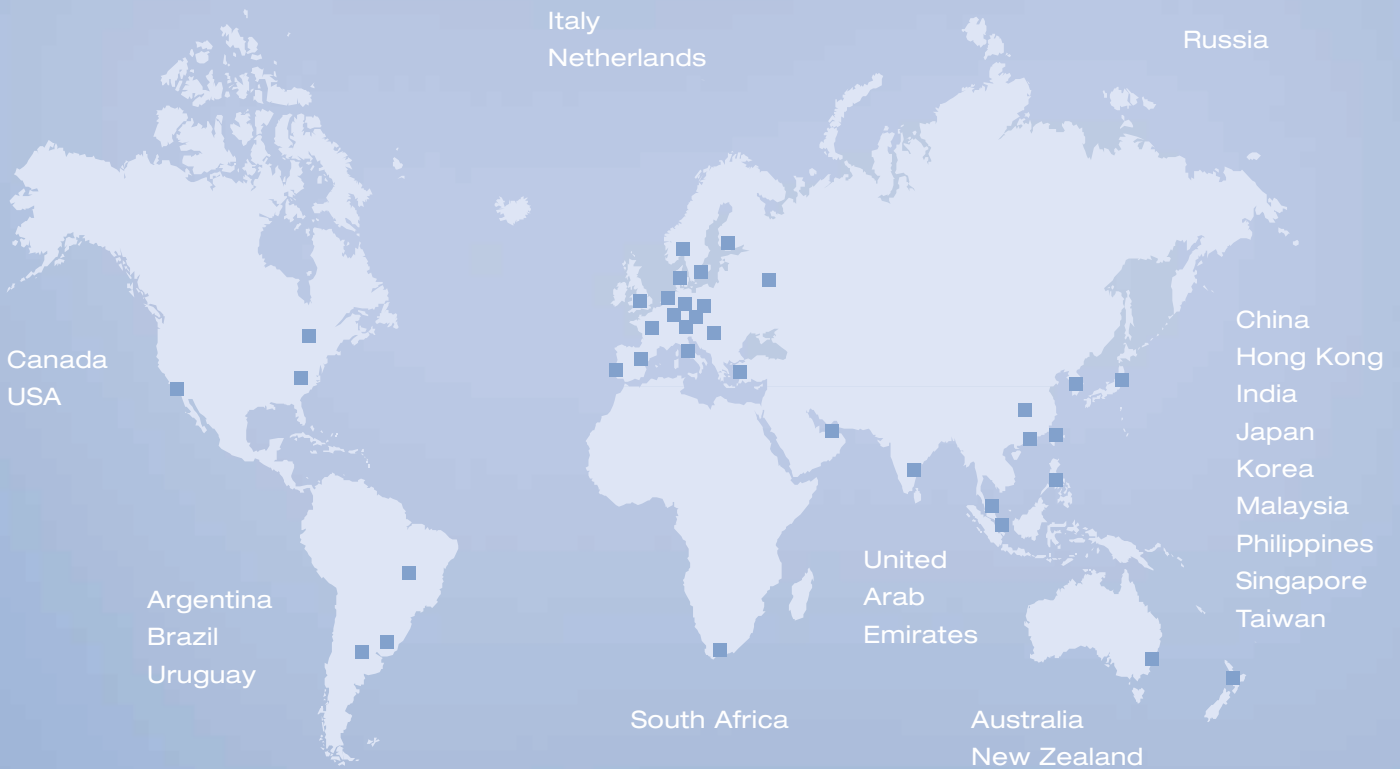 Italy
Netherlands
Russia
Canada
USA
China
Hong Kong
India
Japan
Korea
Malaysia
Philippines
Singapore
Taiwan
Argentina
Brazil
Uruguay
United
Arab
Emirates
South Africa
Australia
New Zealand